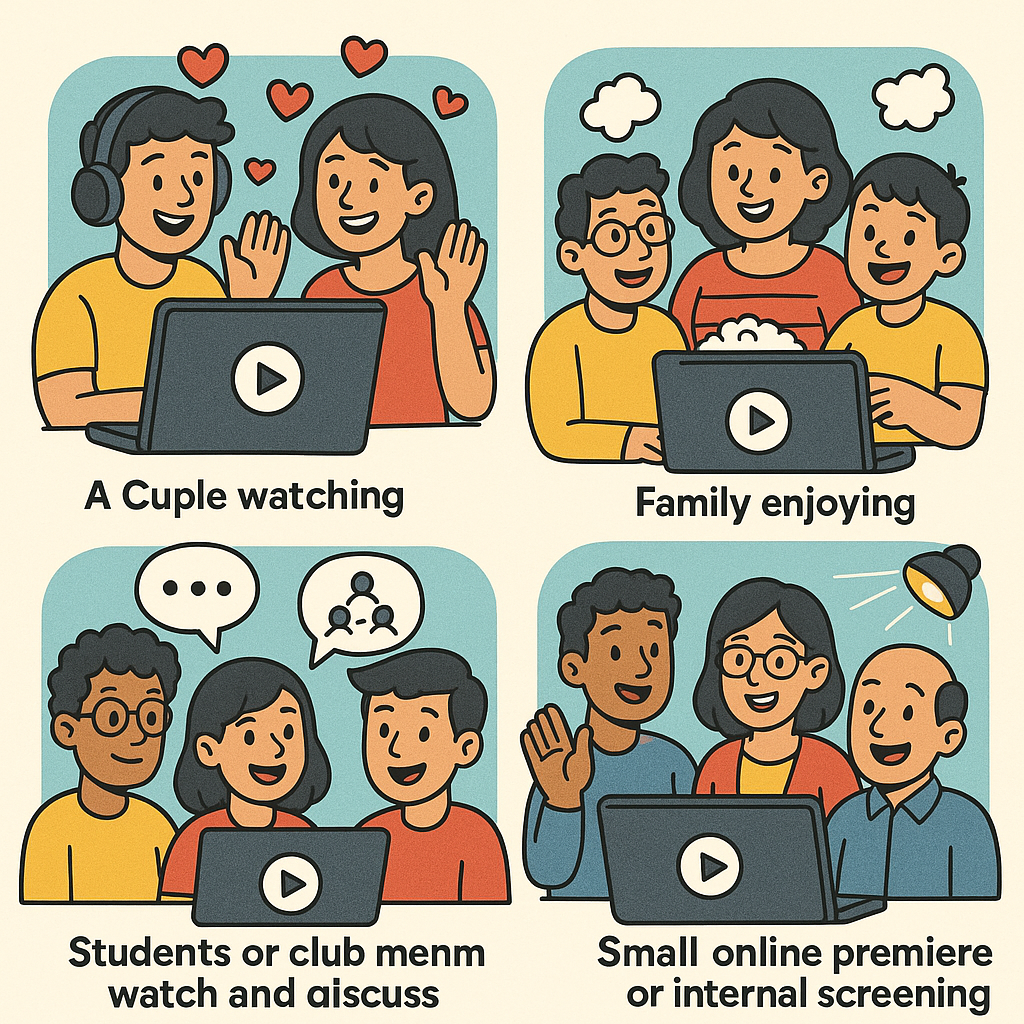 A Cuple watching
Family enjoying
Students or club menm
watch and aiscuss
Small online premiere
or internal screening